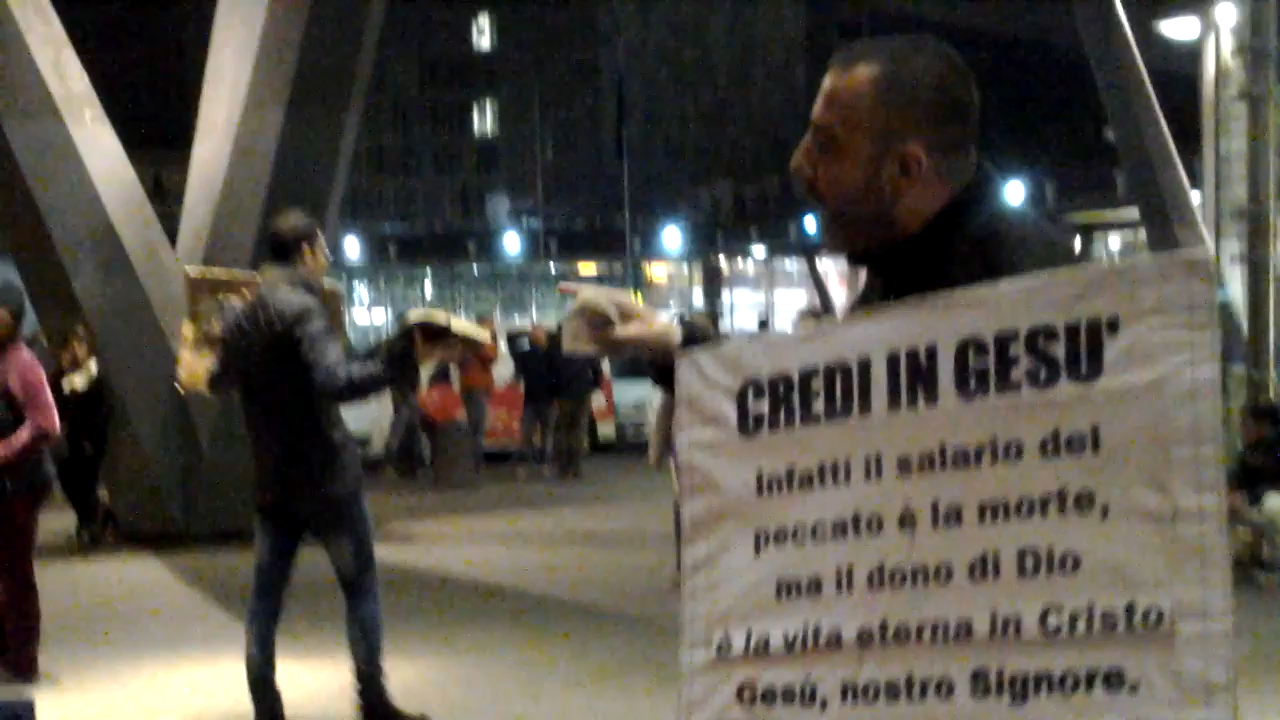 CREDI IN GESU'
infatti il salario del
peccato è la morte,
ma il dono di Dio
è la vita eterna in Cristo
Gesù, nostro Signore.